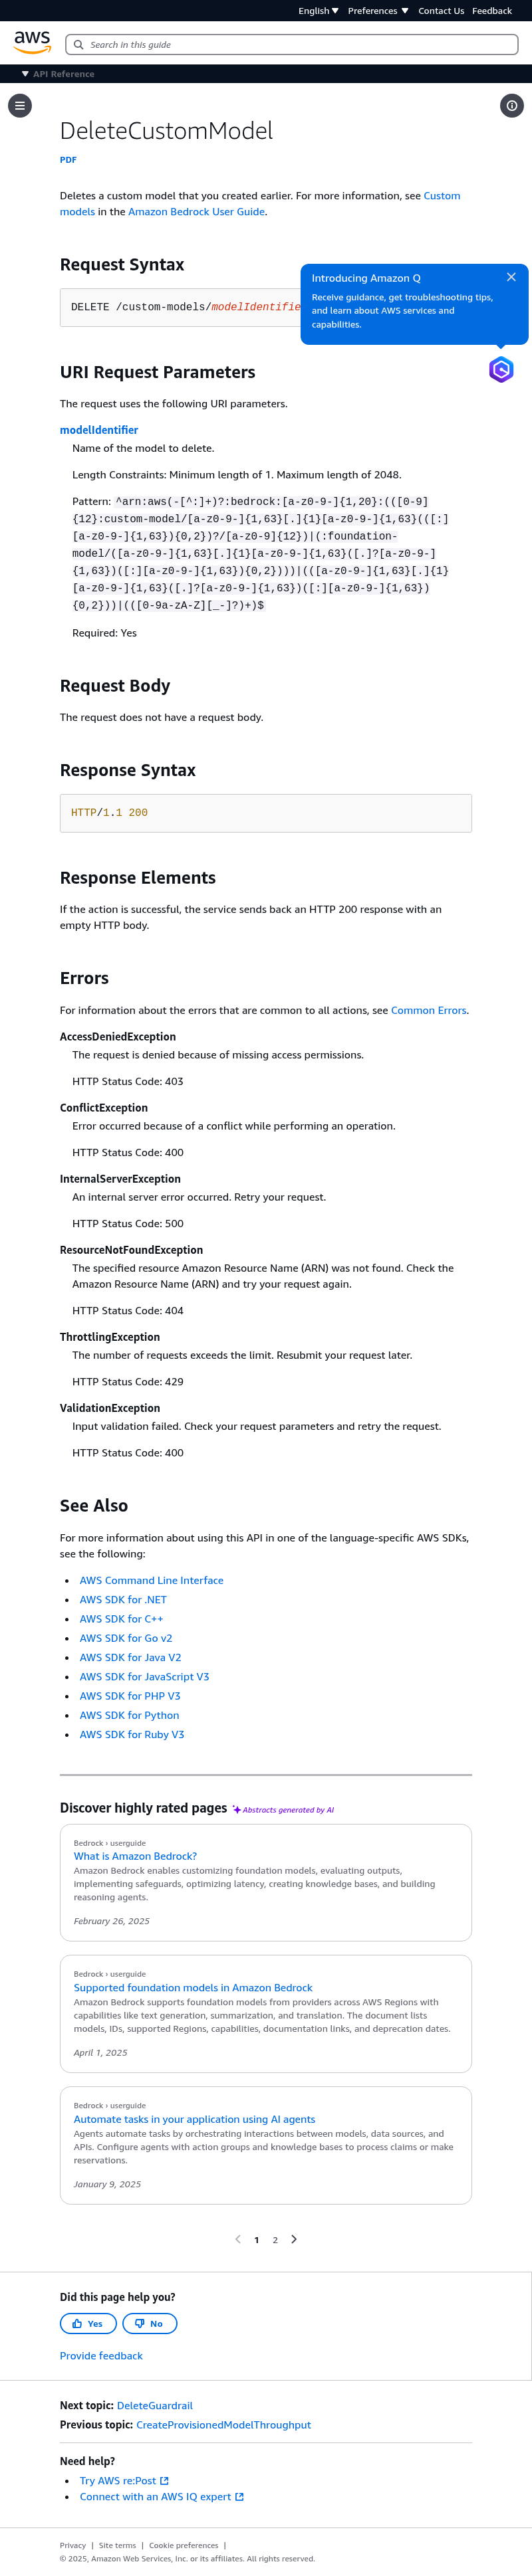 English Preferences Contact Us Feedback
aws
Search in this guide
API Reference
DeleteCustomModel
PDF
Deletes a custom model that you created earlier. For more information, see Custom
models in the Amazon Bedrock User Guide.
Request Syntax
DELETE /custom-models/modelIdentifie
Introducing Amazon Q
Receive guidance, get troubleshooting tips,
and learn about AWS services and
capabilities.
URI Request Parameters
The request uses the following URI parameters.
modelIdentifier
Name of the model to delete.
Length Constraints: Minimum length of 1. Maximum length of 2048.
Pattern: ^arn:aws(-[^:]+)?:bedrock:[a-z0-9-]{1,20}:(([0-9]
{12}:custom-model/[a-z0-9-]{1,63}[.]{1}[a-z0-9-]{1,63}(([:]
[a-z0-9-]{1,63}){0,2})?/[a-z0-9]{12})|(:foundation-
model/([a-z0-9-]{1,63}[.]{1}[a-z0-9-]{1,63}([.]?[a-z0-9-]
{1,63})([:][a-z0-9-]{1,63}){0,2})))|(([a-z0-9-]{1,63}[.]{1}
[a-z0-9-]{1,63}([.]?[a-z0-9-]{1,63})([:][a-z0-9-]{1,63})
{0,2}))|(([0-9a-zA-Z][_-]?)+)$
Required: Yes
Request Body
The request does not have a request body.
Response Syntax
HTTP/1.1 200
Response Elements
If the action is successful, the service sends back an HTTP 200 response with an
empty HTTP body.
Errors
For information about the errors that are common to all actions, see Common Errors.
AccessDeniedException
The request is denied because of missing access permissions.
HTTP Status Code: 403
ConflictException
Error occurred because of a conflict while performing an operation.
HTTP Status Code: 400
InternalServerException
An internal server error occurred. Retry your request.
HTTP Status Code: 500
ResourceNotFoundException
The specified resource Amazon Resource Name (ARN) was not found. Check the
Amazon Resource Name (ARN) and try your request again.
HTTP Status Code: 404
ThrottlingException
The number of requests exceeds the limit. Resubmit your request later.
HTTP Status Code: 429
ValidationException
Input validation failed. Check your request parameters and retry the request.
HTTP Status Code: 400
See Also
For more information about using this API in one of the language-specific AWS SDKs,
see the following:
• AWS Command Line Interface
• AWS SDK for .NET
• AWS SDK for C++
• AWS SDK for Go v2
• AWS SDK for Java V2
• AWS SDK for JavaScript V3
• AWS SDK for PHP V3
• AWS SDK for Python
• AWS SDK for Ruby V3
Discover highly rated pages Abstracts generated by AI
Bedrock › userguide
What is Amazon Bedrock?
Amazon Bedrock enables customizing foundation models, evaluating outputs,
implementing safeguards, optimizing latency, creating knowledge bases, and building
reasoning agents.
February 26, 2025
Bedrock › userguide
Supported foundation models in Amazon Bedrock
Amazon Bedrock supports foundation models from providers across AWS Regions with
capabilities like text generation, summarization, and translation. The document lists
models, IDs, supported Regions, capabilities, documentation links, and deprecation dates.
April 1, 2025
Bedrock › userguide
Automate tasks in your application using AI agents
Agents automate tasks by orchestrating interactions between models, data sources, and
APIs. Configure agents with action groups and knowledge bases to process claims or make
reservations.
January 9, 2025
1 2
Did this page help you?
Yes No
Provide feedback
Next topic: DeleteGuardrail
Previous topic: CreateProvisionedModelThroughput
Need help?
• Try AWS re:Post
• Connect with an AWS IQ expert
Privacy | Site terms | Cookie preferences |
© 2025, Amazon Web Services, Inc. or its affiliates. All rights reserved.